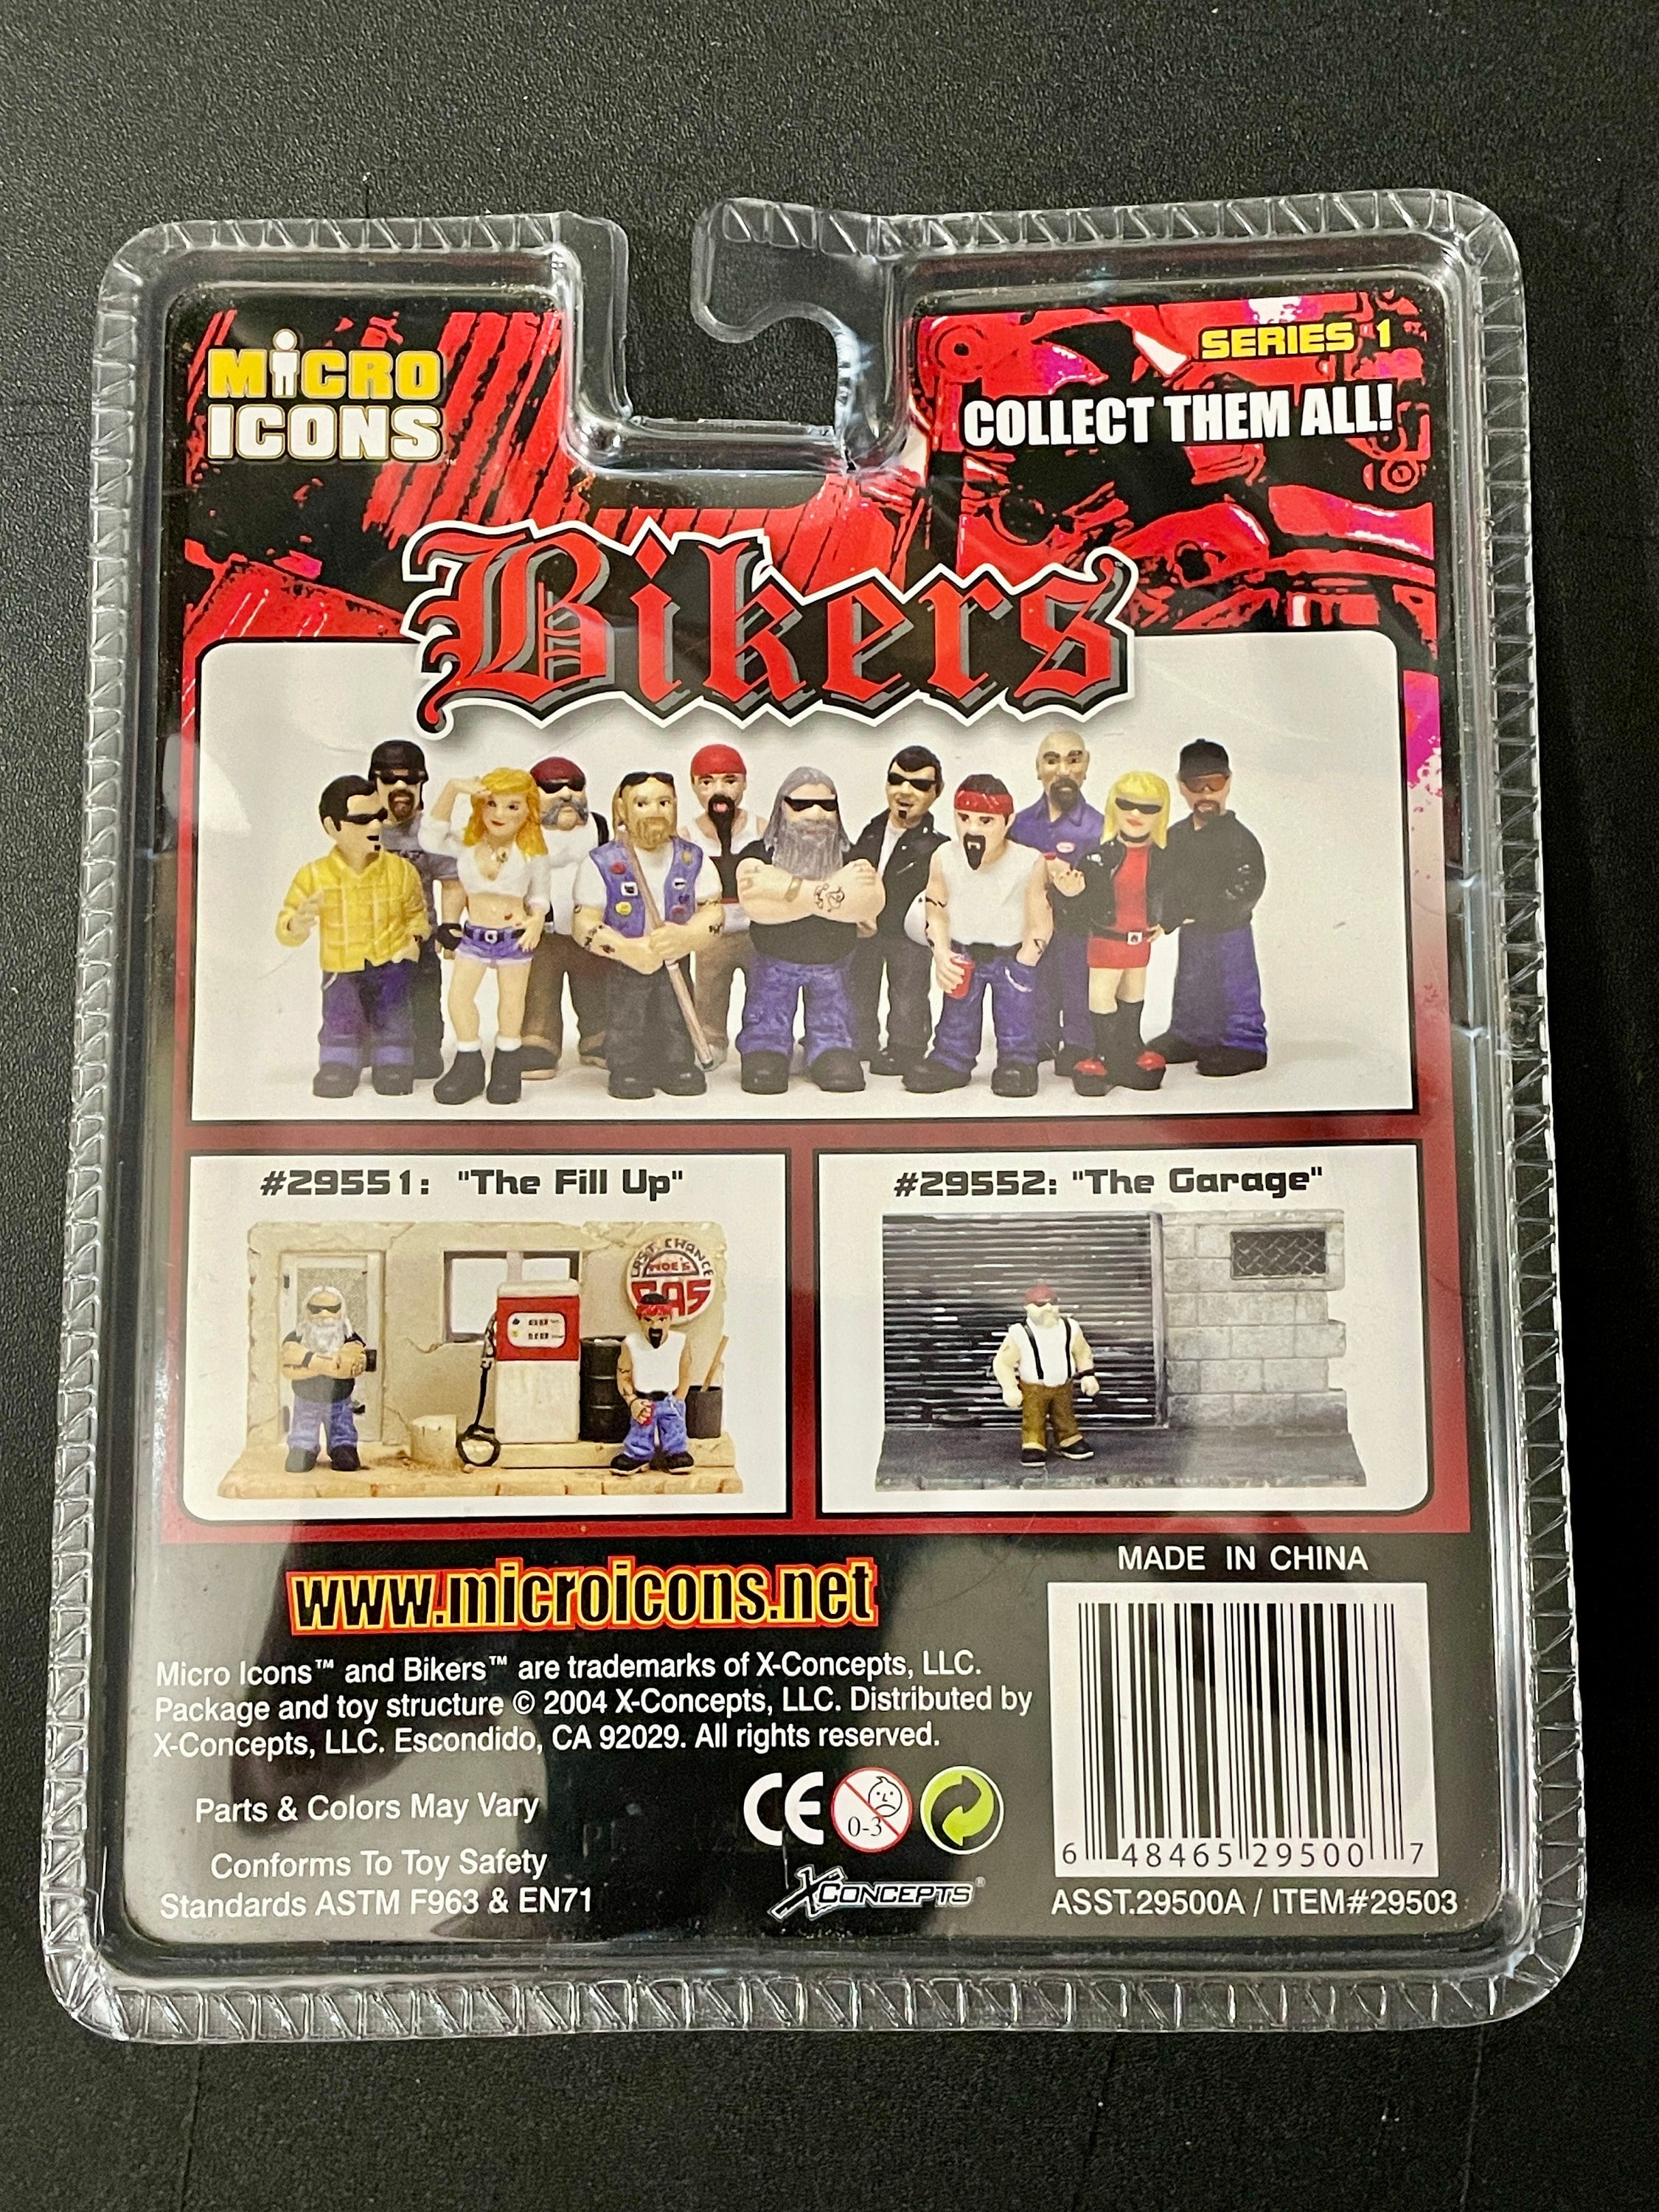 MICRO
ICONS™
SERIES 1
COLLECT THEM ALL!
Bikers
#29551: "The Fill Up"
#29552: "The Garage"
LAST CHANCE
MOE'S
GAS
www.microicons.net
MADE IN CHINA
Micro Icons™ and Bikers™ are trademarks of X-Concepts, LLC.
Package and toy structure © 2004 X-Concepts, LLC. Distributed by
X-Concepts, LLC. Escondido, CA 92029. All rights reserved.
Parts & Colors May Vary
Conforms To Toy Safety
Standards ASTM F963 & EN71
CE
0-3
XCONCEPTS®
6 48465 29500 7
ASST.29500A / ITEM#29503